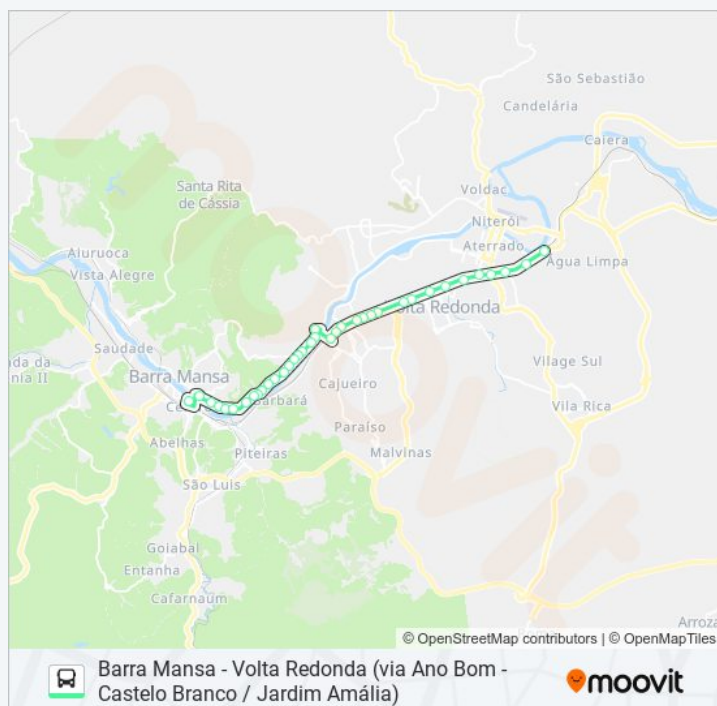 São Sebastião
Candelária
Caiera
Voldac
Santa Rita
de Cássia
Niterói
Aterrado
Aluruoca
Vista Alegre
Água Limpa
Volta Redonda
Saudade
Vilage Sul
Barra Mansa
Cajueiro
Barbará
Vila Rica
Abelhas
Paraíso
Piteiras
Malvinas
São Luis
Goiabal
Entanha
Cafarnaum
© OpenStreetMap contributors | © OpenMapTiles
Barra Mansa - Volta Redonda (via Ano Bom -
Castelo Branco / Jardim Amália)
moovit